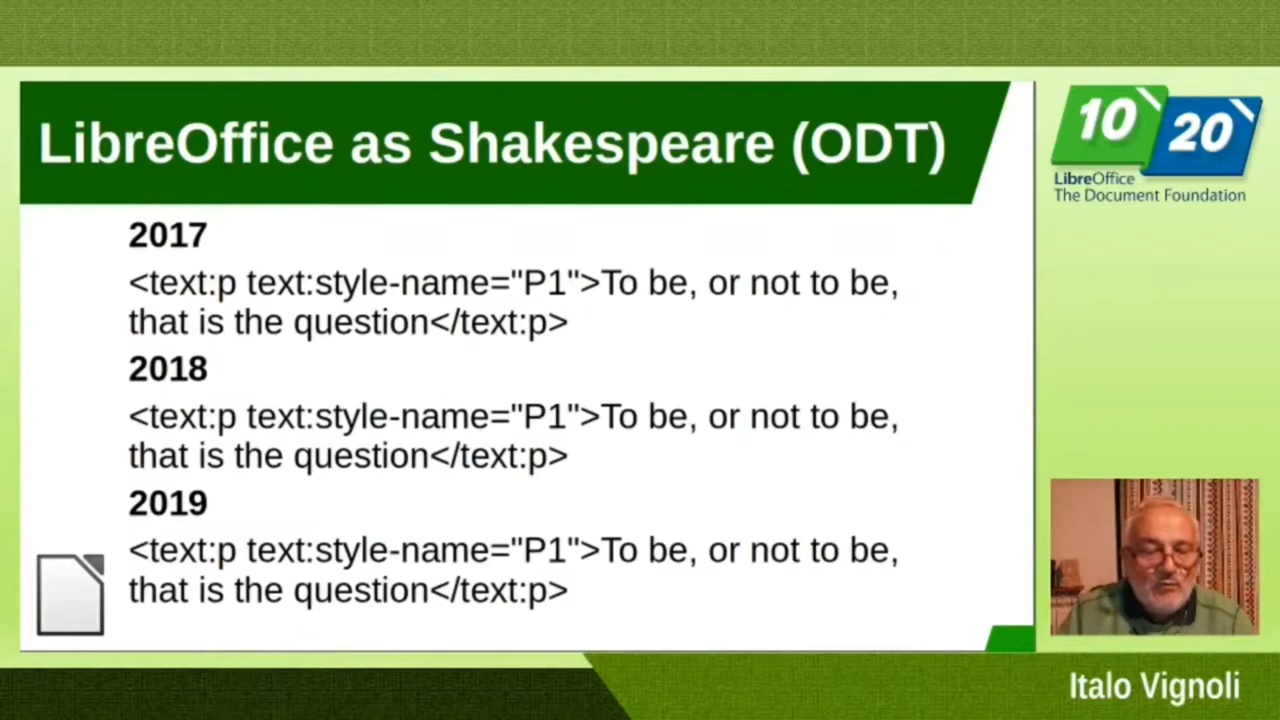 LibreOffice as Shakespeare (ODT)
2017
<text:p text:style-name="P1">To be, or not to be,
that is the question</text:p>
2018
<text:p text:style-name="P1">To be, or not to be,
that is the question</text:p>
2019
<text:p text:style-name="P1">To be, or not to be,
that is the question</text:p>
10
20
LibreOffice
The Document Foundation
Italo Vignoli